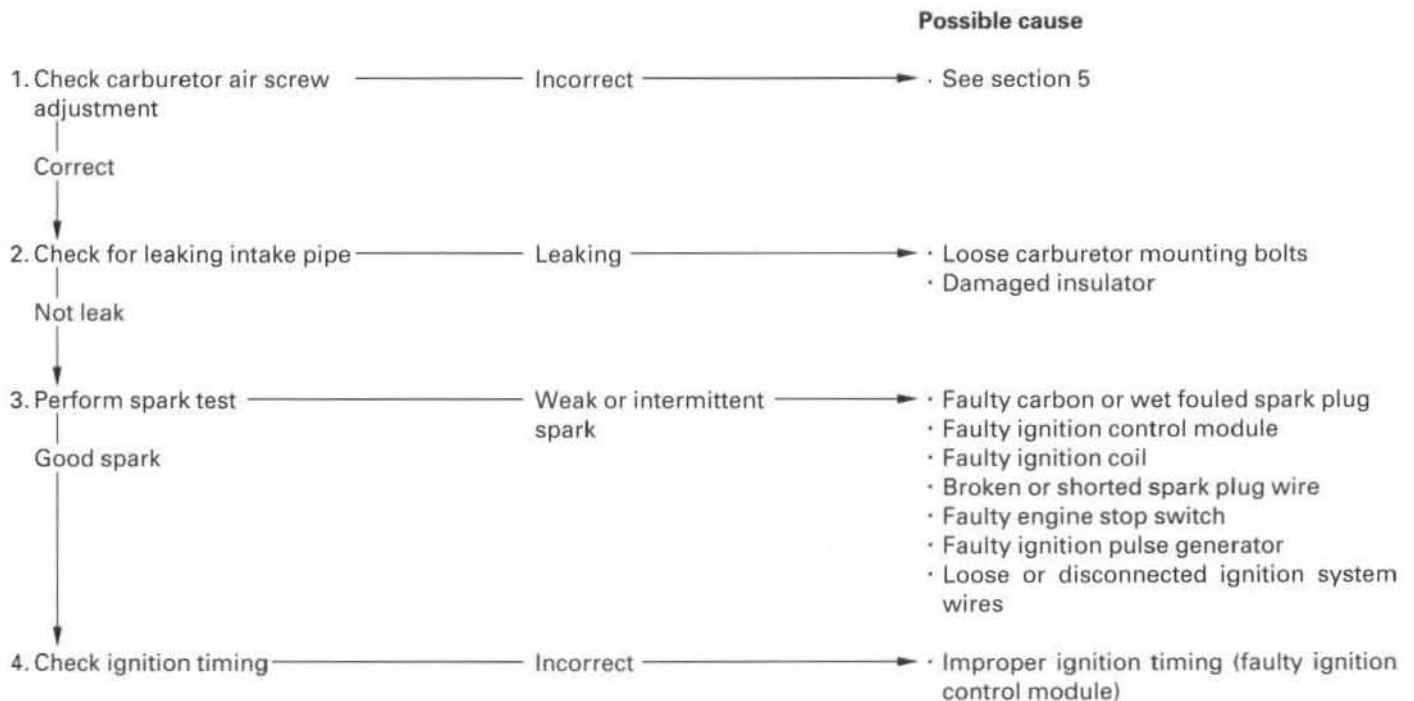 Possible cause
1. Check carburetor air screw
adjustment
Incorrect
· See section 5
Correct
2. Check for leaking intake pipe
Leaking
· Loose carburetor mounting bolts
· Damaged insulator
Not leak
3. Perform spark test
Weak or intermittent
spark
· Faulty carbon or wet fouled spark plug
· Faulty ignition control module
· Faulty ignition coil
· Broken or shorted spark plug wire
· Faulty engine stop switch
· Faulty ignition pulse generator
· Loose or disconnected ignition system
wires
Good spark
4. Check ignition timing
Incorrect
· Improper ignition timing (faulty ignition
control module)